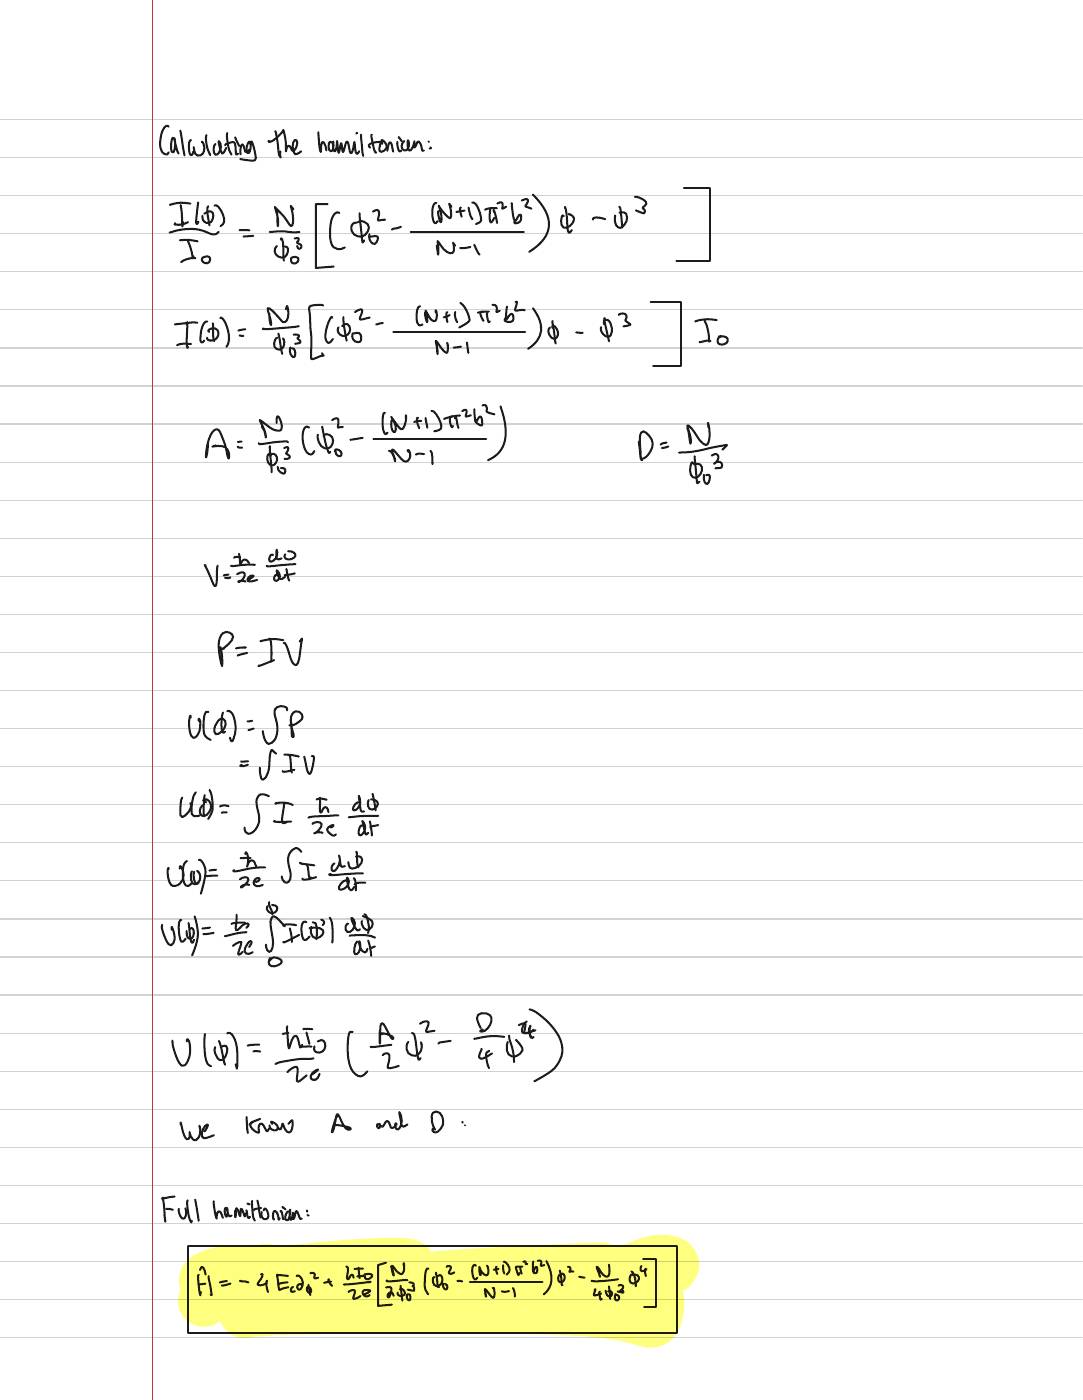 Calculating the hamiltonian:
I(ϕ)/I₀ = N/ϕ₀³ [(ϕ₀² - (N+1)π²b²/N-1)ϕ - ϕ³]
I(ϕ) = N/ϕ₀³ [(ϕ₀² - (N+1)π²b²/N-1)ϕ - ϕ³] I₀
A = N/ϕ₀³ (ϕ₀² - (N+1)π²b²/N-1) D = N/ϕ₀³
V = ħ/2e dϕ/dt
P = IV
U(ϕ) = ∫P
= ∫IV
U(ϕ) = ∫ I ħ/2e dϕ/dt
U(ϕ) = ħ/2e ∫ I dϕ/dt
U(ϕ) = ħ/2e ∫₀^ϕ I(ϕ') dϕ/dt
U(ϕ) = ħI₀/2e (A/2 ϕ² - D/4 ϕ⁴)
We know A and D.
Full hamiltonian:
Ĥ = -4E_c∂_ϕ² + ħI₀/2e [N/2ϕ₀³ (ϕ₀² - (N+1)π²b²/N-1)ϕ² - N/4ϕ₀³ ϕ⁴]